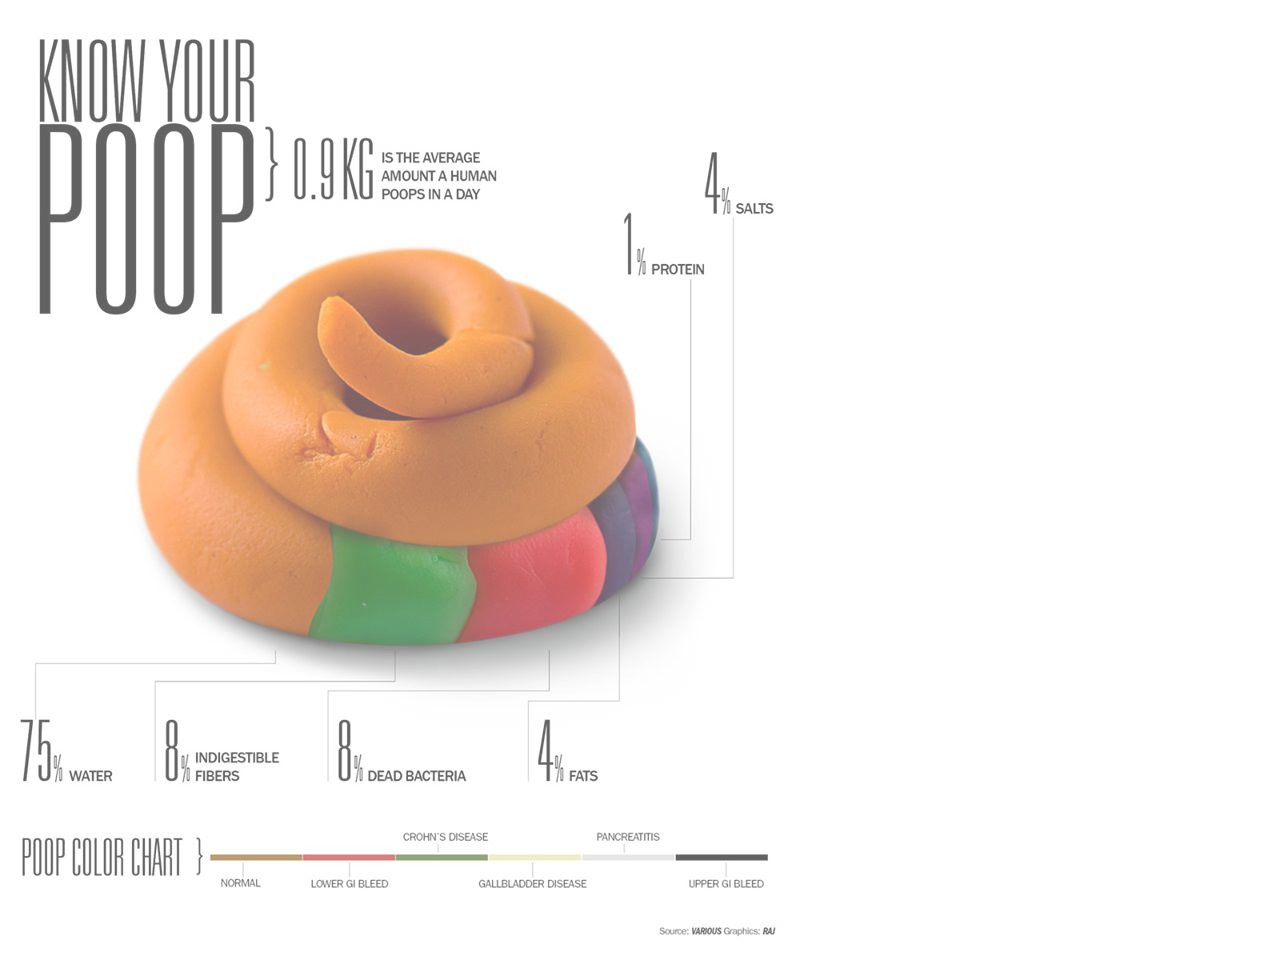 KNOW YOUR
POOP
} 0.9 KG
IS THE AVERAGE
AMOUNT A HUMAN
POOPS IN A DAY
4% SALTS
1% PROTEIN
75% WATER
8% INDIGESTIBLE
FIBERS
8% DEAD BACTERIA
4% FATS
POOP COLOR CHART }
CROHN'S DISEASE
PANCREATITIS
NORMAL
LOWER GI BLEED
GALLBLADDER DISEASE
UPPER GI BLEED
Source: VARIOUS Graphics: RAJ